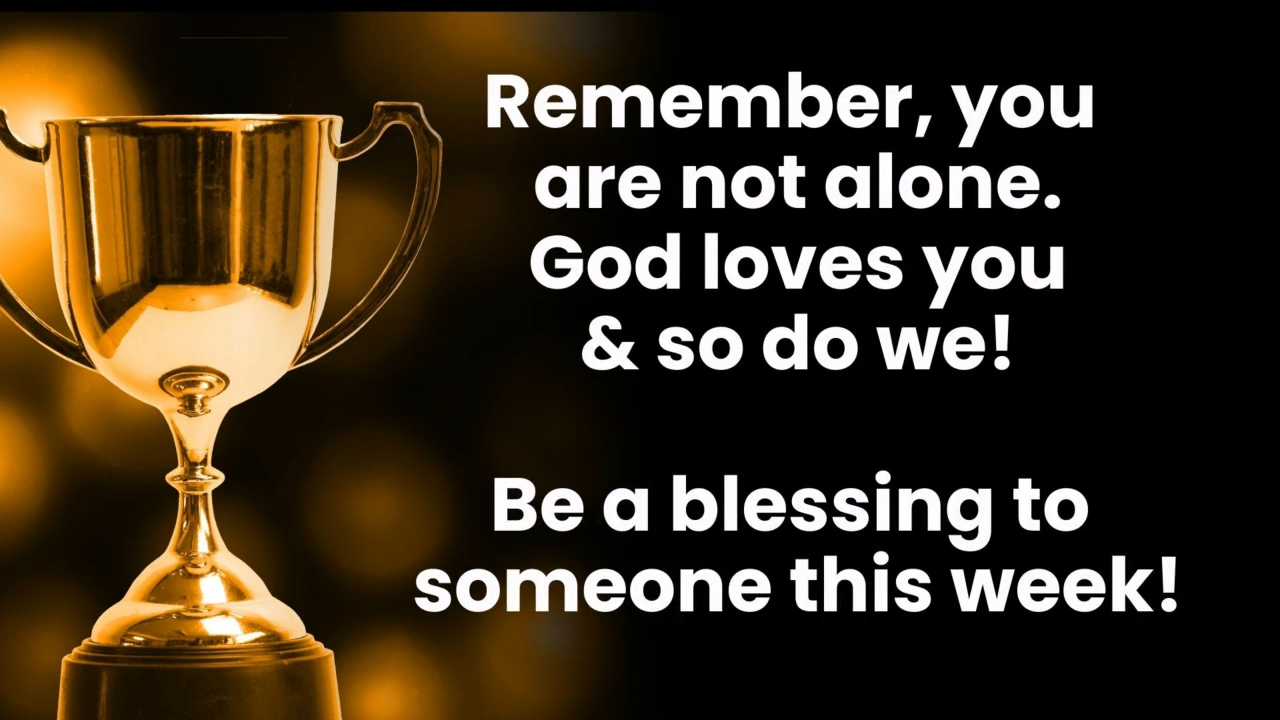 Remember, you
are not alone.
God loves you
& so do we!
Be a blessing to
someone this week!